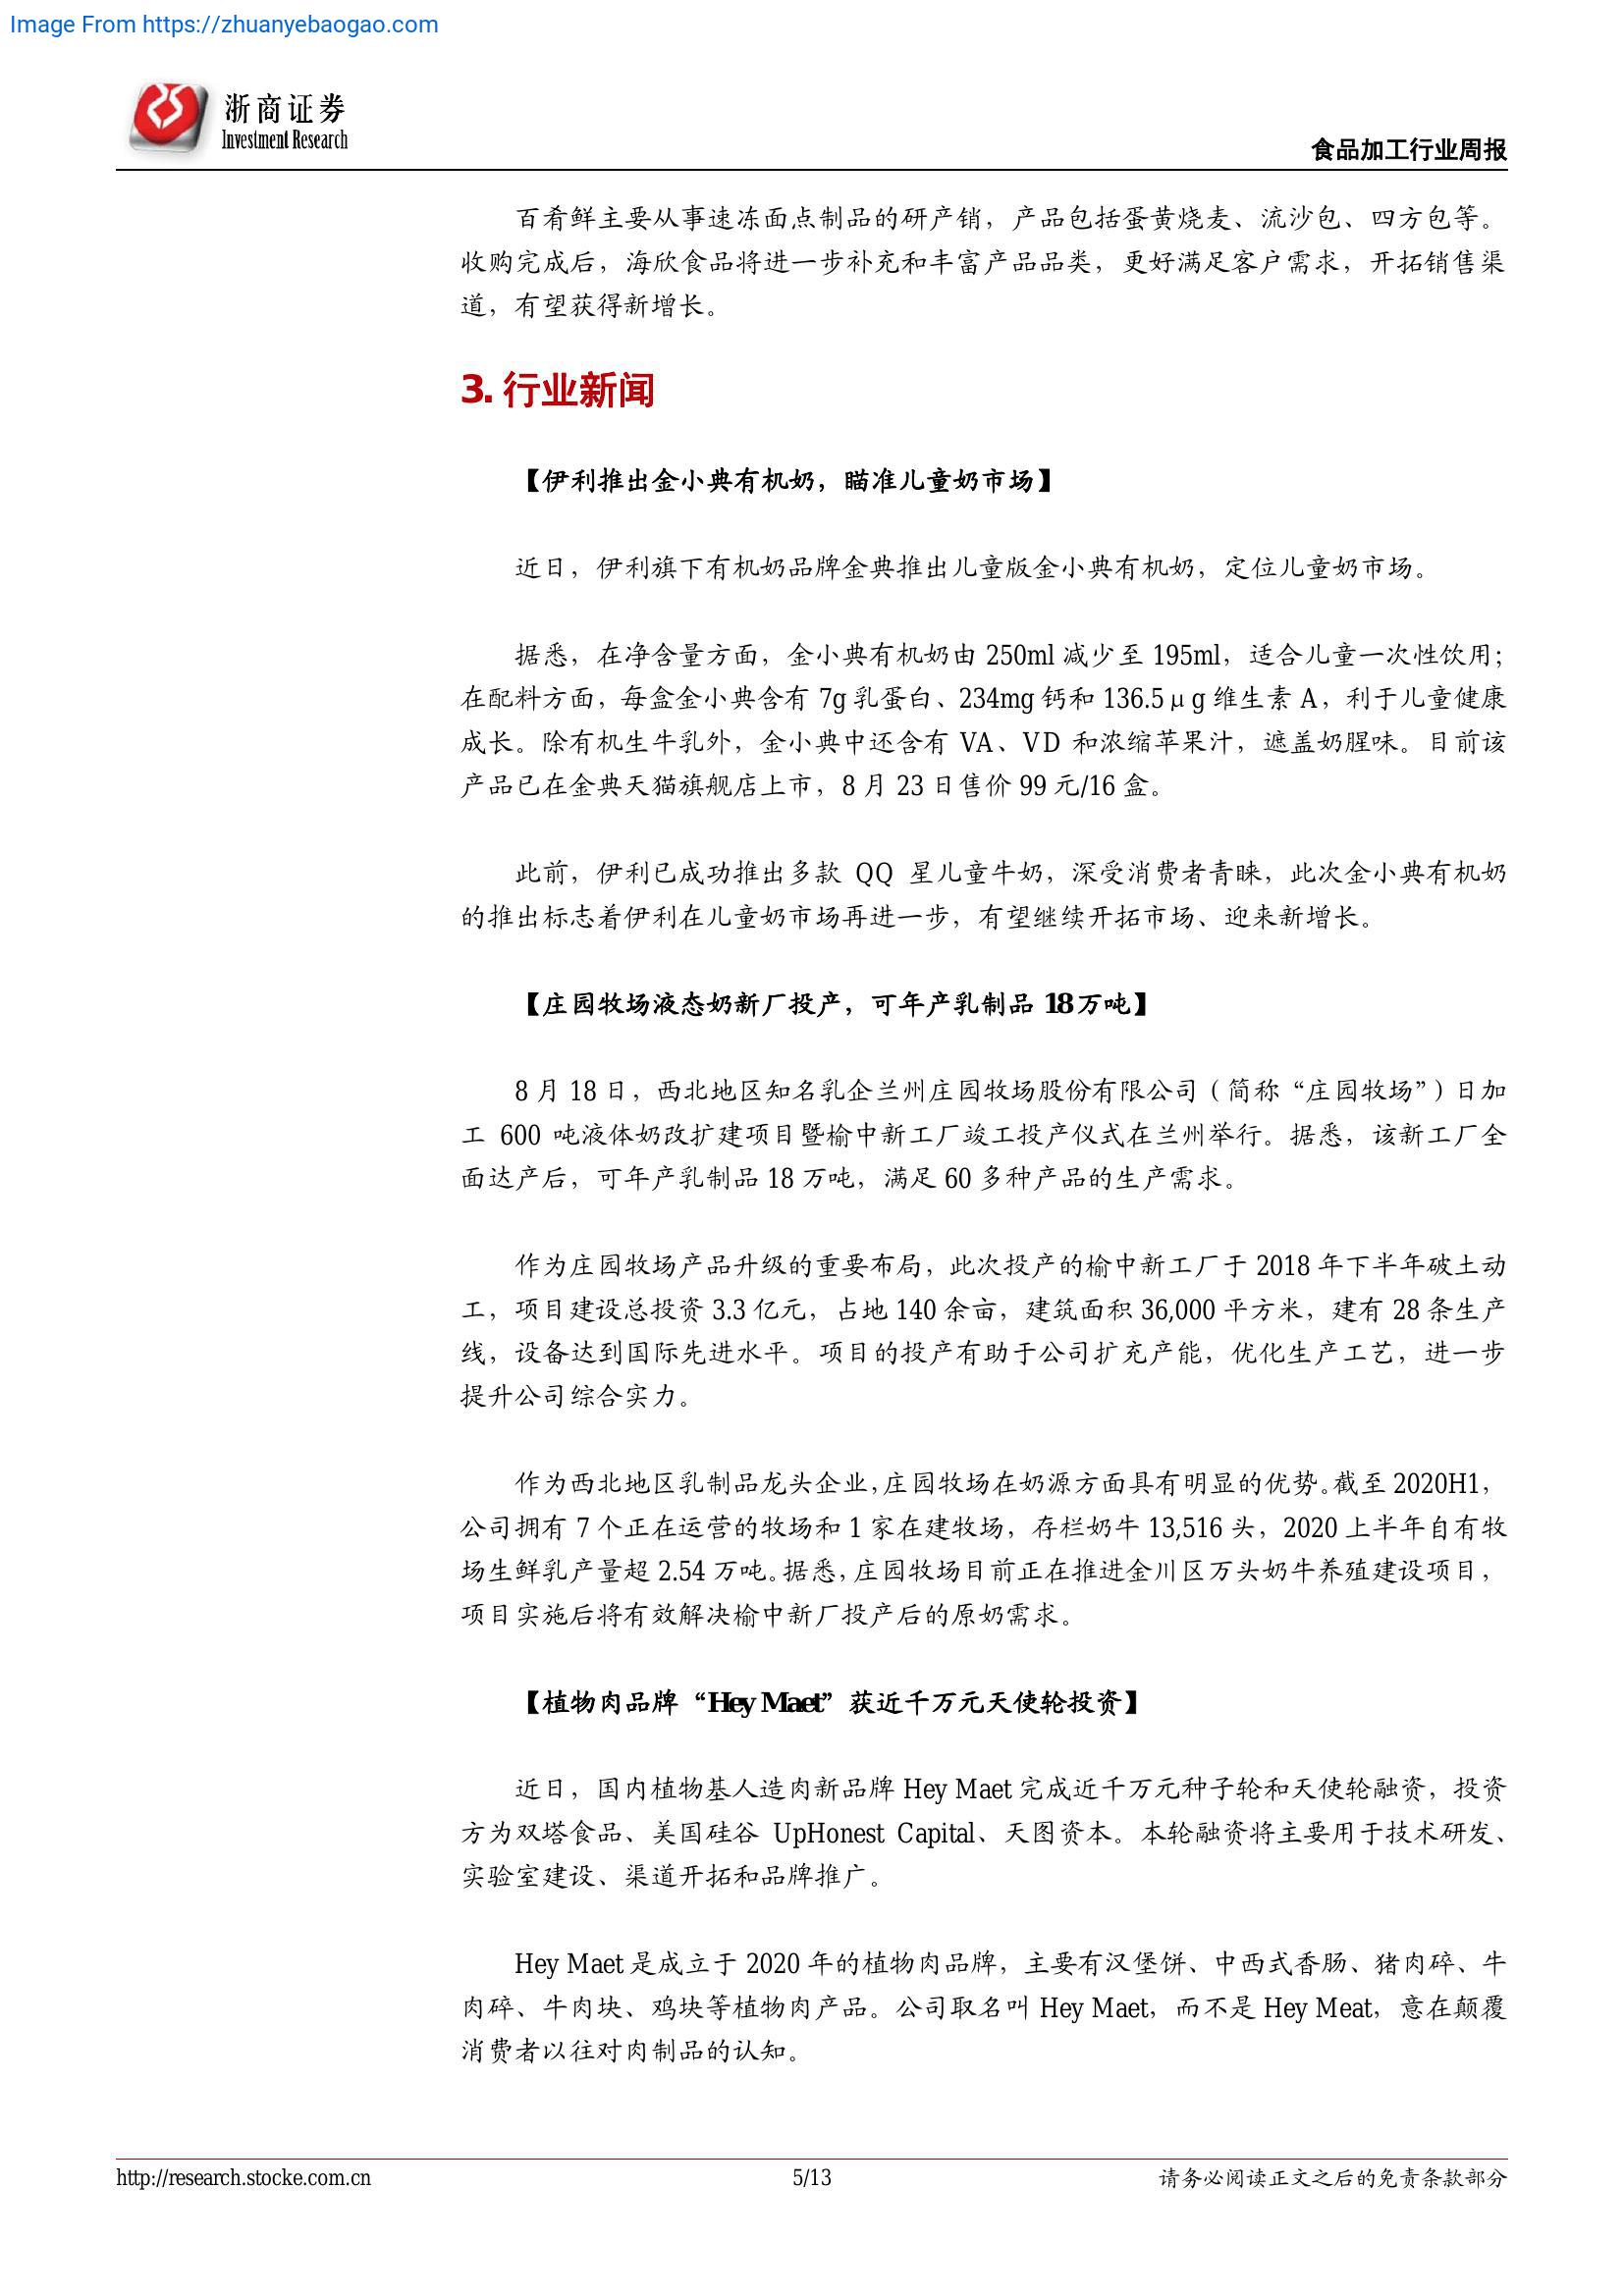 Image From https://zhuanyebaogao.com
浙商证券
Investment Research
食品加工行业周报
百肴鲜主要从事速冻面点制品的研产销，产品包括蛋黄烧麦、流沙包、四方包等。
收购完成后，海欣食品将进一步补充和丰富产品品类，更好满足客户需求，开拓销售渠
道，有望获得新增长。
3. 行业新闻
【伊利推出金小典有机奶，瞄准儿童奶市场】
近日，伊利旗下有机奶品牌金典推出儿童版金小典有机奶，定位儿童奶市场。
据悉，在净含量方面，金小典有机奶由 250ml 减少至 195ml，适合儿童一次性饮用；
在配料方面，每盒金小典含有 7g 乳蛋白、234mg 钙和 136.5μg 维生素 A，利于儿童健康
成长。除有机生牛乳外，金小典中还含有 VA、VD 和浓缩苹果汁，遮盖奶腥味。目前该
产品已在金典天猫旗舰店上市，8 月 23 日售价 99 元/16 盒。
此前，伊利已成功推出多款 QQ 星儿童牛奶，深受消费者青睐，此次金小典有机奶
的推出标志着伊利在儿童奶市场再进一步，有望继续开拓市场、迎来新增长。
【庄园牧场液态奶新厂投产，可年产乳制品 18 万吨】
8 月 18 日，西北地区知名乳企兰州庄园牧场股份有限公司（简称“庄园牧场”）日加
工 600 吨液体奶改扩建项目暨榆中新工厂竣工投产仪式在兰州举行。据悉，该新工厂全
面达产后，可年产乳制品 18 万吨，满足 60 多种产品的生产需求。
作为庄园牧场产品升级的重要布局，此次投产的榆中新工厂于 2018 年下半年破土动
工，项目建设总投资 3.3 亿元，占地 140 余亩，建筑面积 36,000 平方米，建有 28 条生产
线，设备达到国际先进水平。项目的投产有助于公司扩充产能，优化生产工艺，进一步
提升公司综合实力。
作为西北地区乳制品龙头企业，庄园牧场在奶源方面具有明显的优势。截至 2020H1，
公司拥有 7 个正在运营的牧场和 1 家在建牧场，存栏奶牛 13,516 头，2020 上半年自有牧
场生鲜乳产量超 2.54 万吨。据悉，庄园牧场目前正在推进金川区万头奶牛养殖建设项目，
项目实施后将有效解决榆中新厂投产后的原奶需求。
【植物肉品牌“Hey Maet”获近千万元天使轮投资】
近日，国内植物基人造肉新品牌 Hey Maet 完成近千万元种子轮和天使轮融资，投资
方为双塔食品、美国硅谷 UpHonest Capital、天图资本。本轮融资将主要用于技术研发、
实验室建设、渠道开拓和品牌推广。
Hey Maet 是成立于 2020 年的植物肉品牌，主要有汉堡饼、中西式香肠、猪肉碎、牛
肉碎、牛肉块、鸡块等植物肉产品。公司取名叫 Hey Maet，而不是 Hey Meat，意在颠覆
消费者以往对肉制品的认知。
http://research.stocke.com.cn
5/13
请务必阅读正文之后的免责条款部分